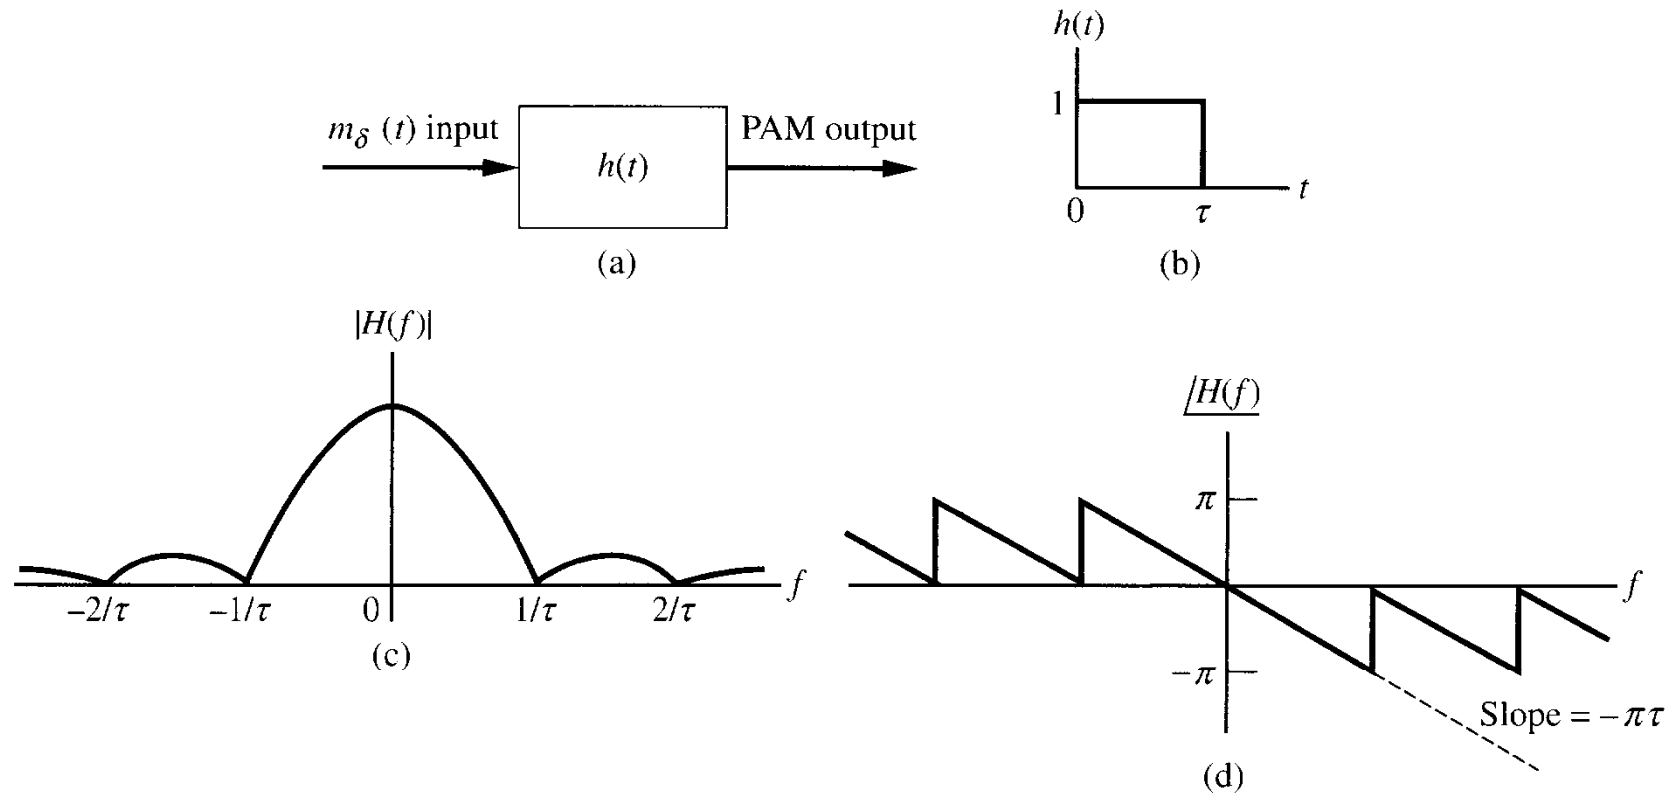 h(t)
1
0
τ
t
(b)
m_δ (t) input
h(t)
PAM output
(a)
|H(f)|
−2/τ
−1/τ
0
1/τ
2/τ
f
(c)
/H(f)
π
−π
f
Slope = −πτ
(d)